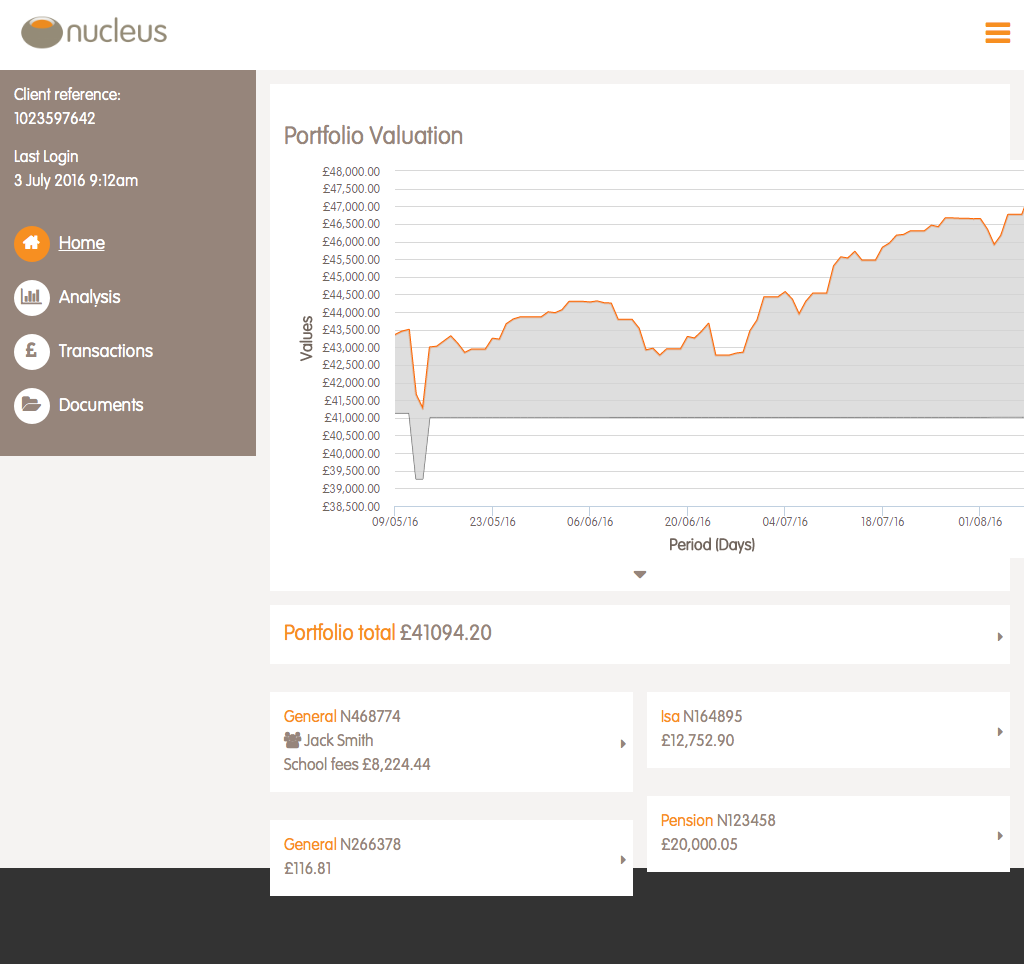 nucleus
Client reference:
1023597642
Last Login
3 July 2016 9:12am
Home
Analysis
£
Transactions
Documents
Portfolio Valuation
£48,000.00
£47,500.00
£47,000.00
£46,500.00
£46,000.00
£45,500.00
£45,000.00
£44,500.00
£44,000.00
£43,500.00
£43,000.00
£42,500.00
£42,000.00
£41,500.00
£41,000.00
£40,500.00
£40,000.00
£39,500.00
£39,000.00
£38,500.00
Values
09/05/16 23/05/16 06/06/16 20/06/16 04/07/16 18/07/16 01/08/16
Period (Days)
Portfolio total £41094.20
General N468774
Jack Smith
School fees £8,224.44
Isa N164895
£12,752.90
General N266378
£116.81
Pension N123458
£20,000.05